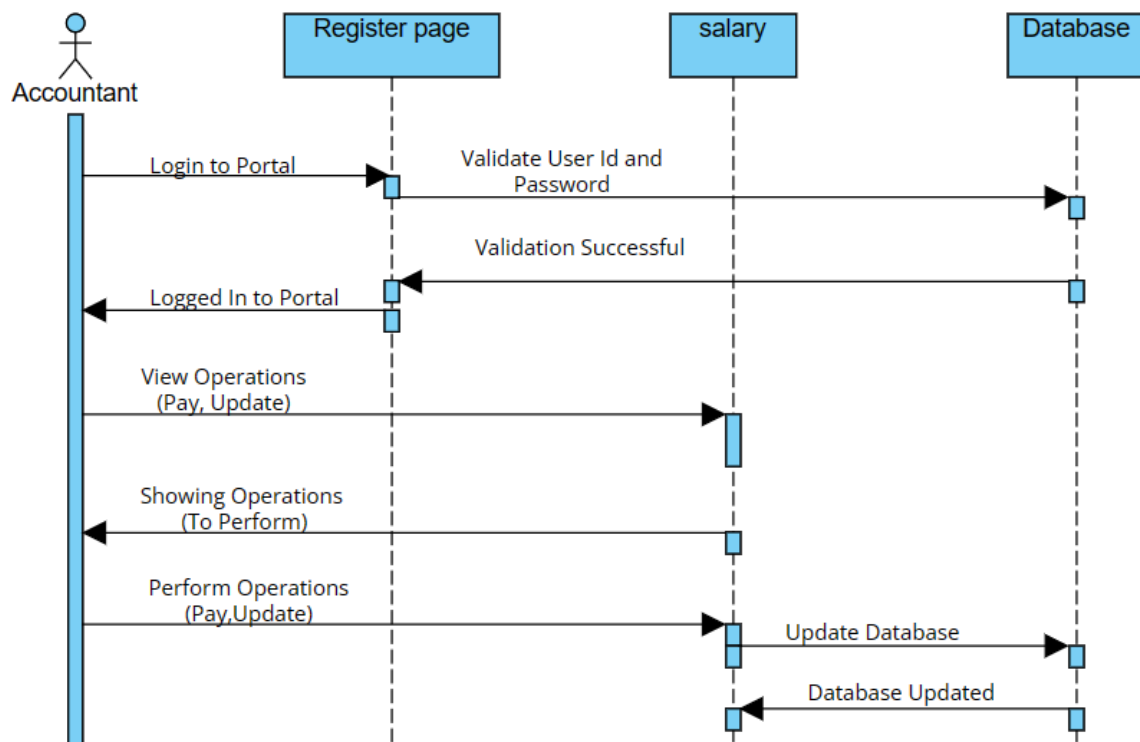 Register page
salary
Database
Accountant
Login to Portal
Validate User Id and
Password
Validation Successful
Logged In to Portal
View Operations
(Pay, Update)
Showing Operations
(To Perform)
Perform Operations
(Pay,Update)
Update Database
Database Updated